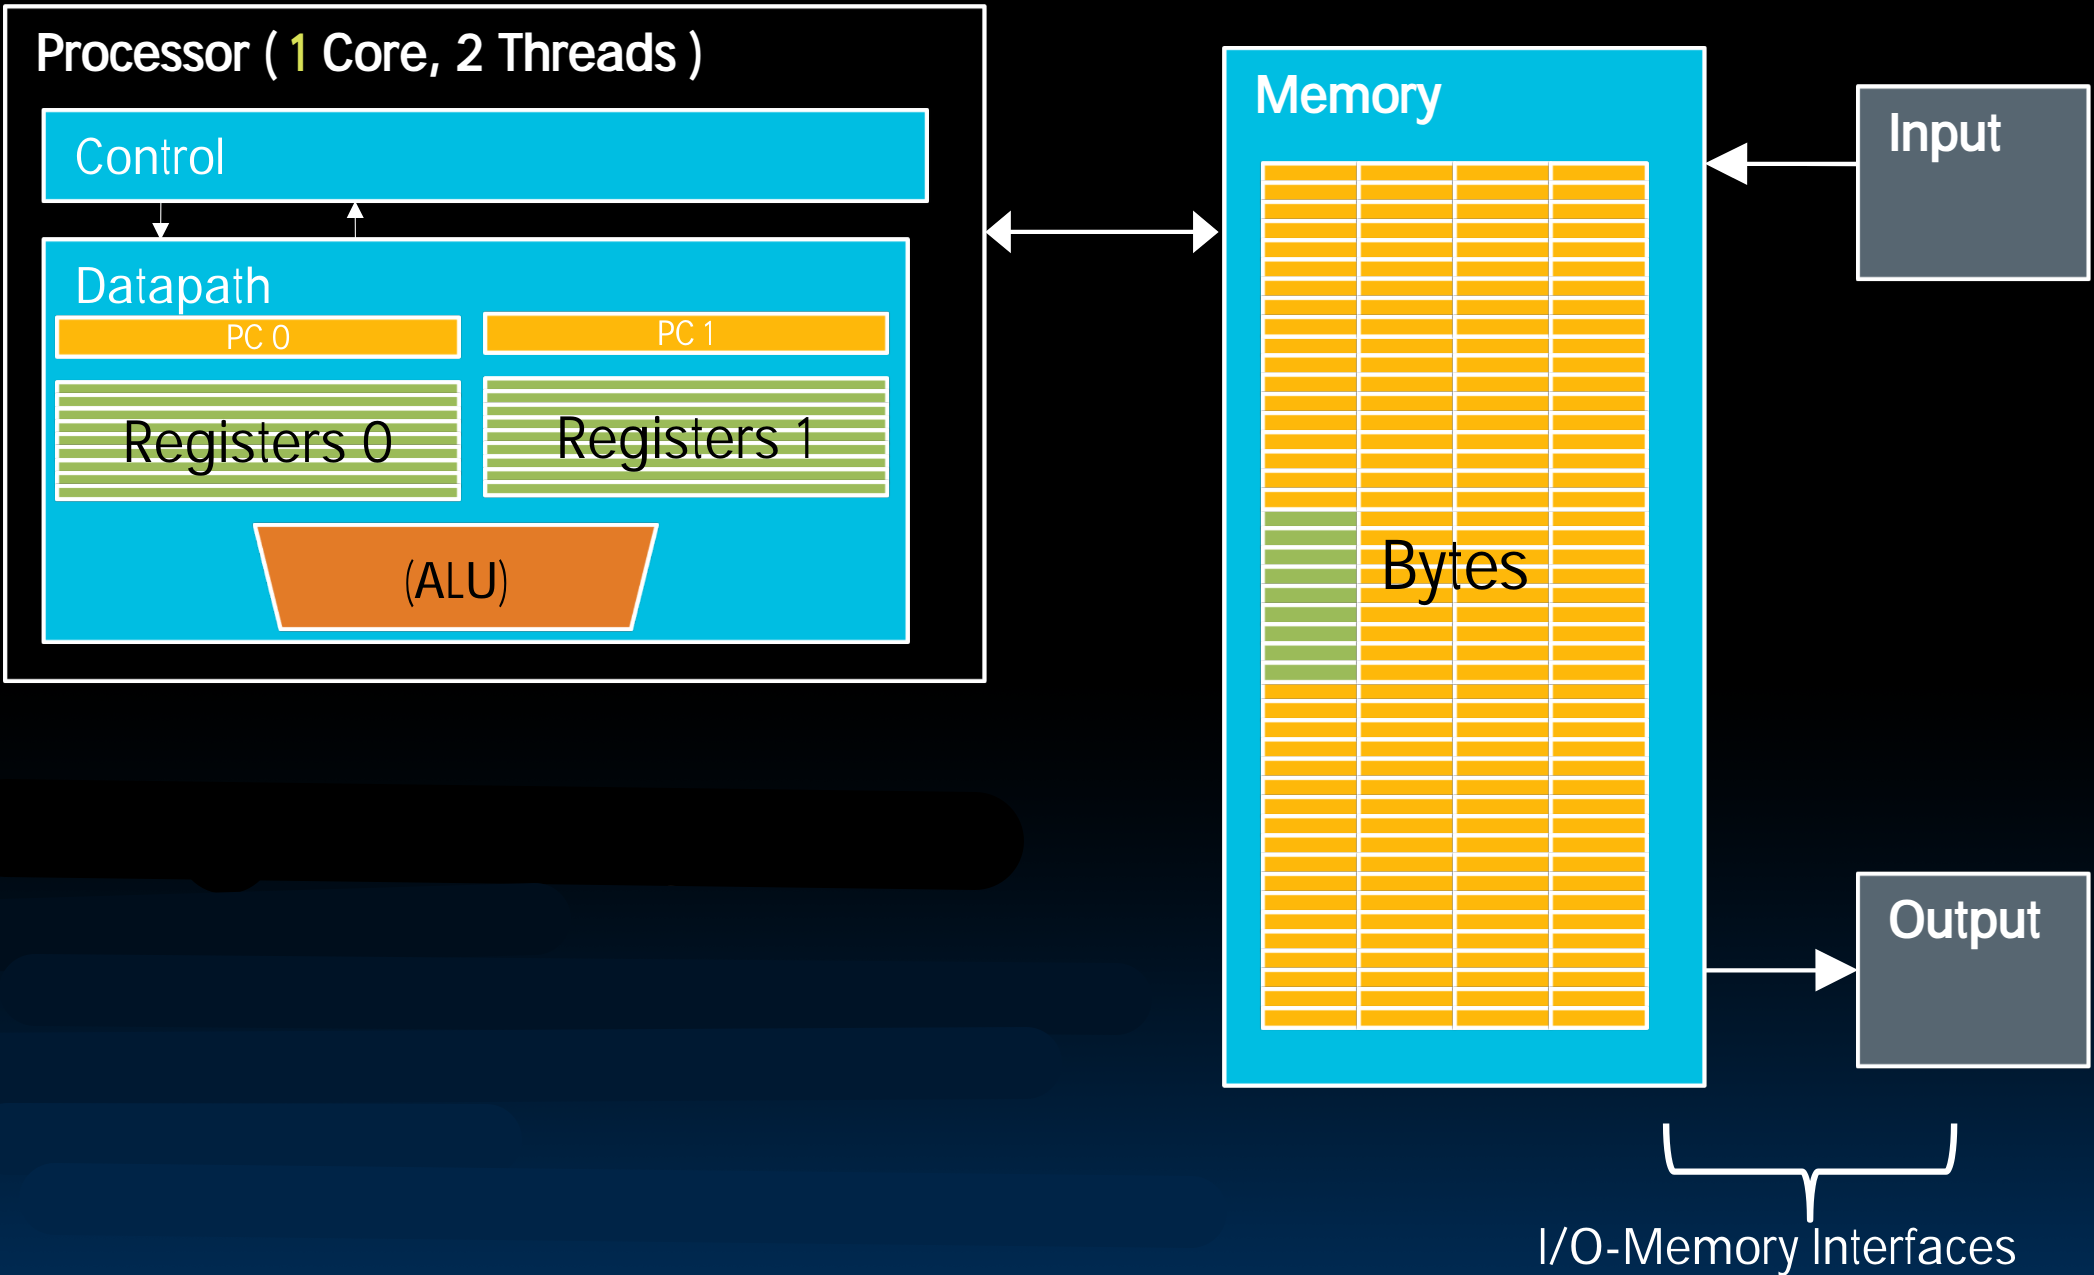 Processor ( 1 Core, 2 Threads )
Control
Datapath
PC 0
PC 1
Registers 0
Registers 1
(ALU)
Memory
Bytes
Input
Output
I/O-Memory Interfaces